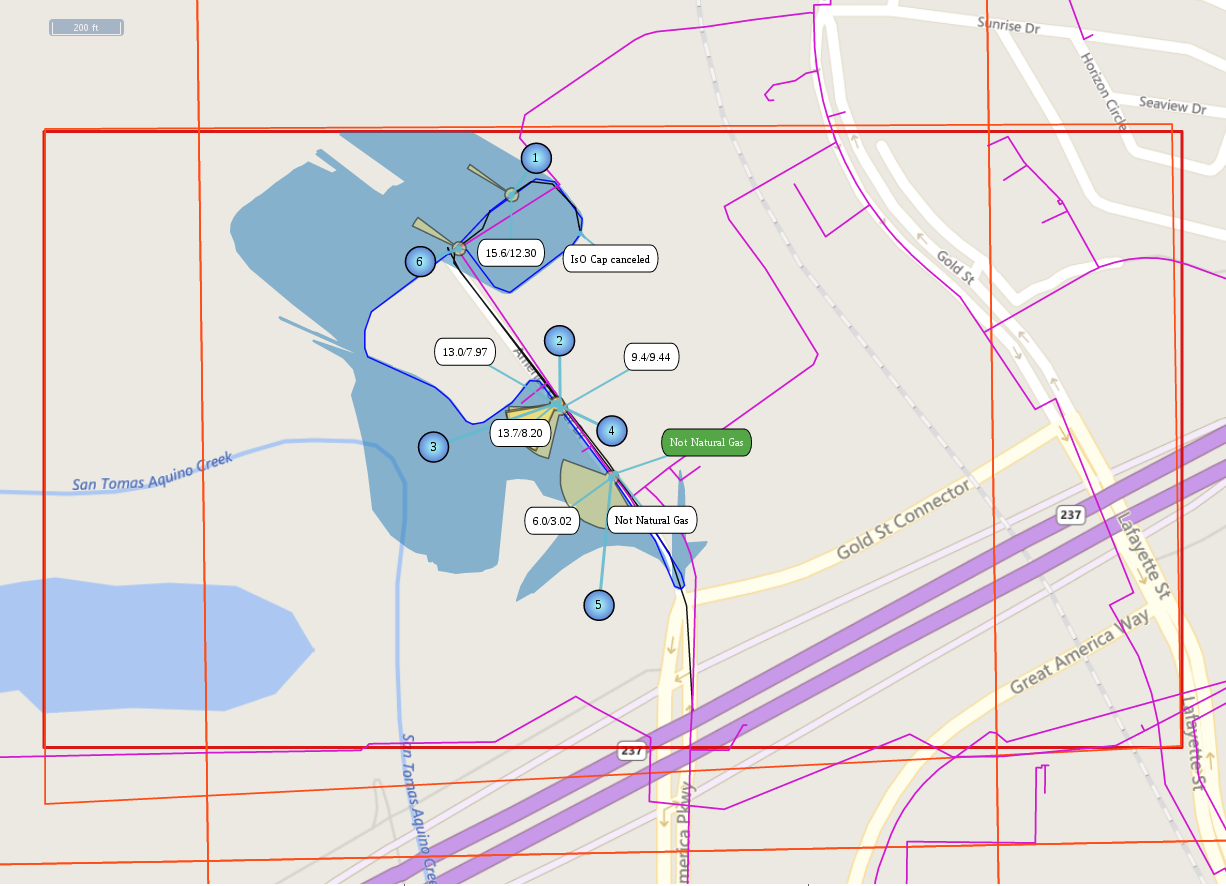 200 ft
Sunrise Dr
Horizon Circle
Seaview Dr
1
15.6/12.30
IsO Cap canceled
6
Gold St
2
13.0/7.97
9.4/9.44
Ameri
3
13.7/8.20
4
Not Natural Gas
San Tomas Aquino Creek
6.0/3.02
Not Natural Gas
Gold St Connector
237
Lafayette St
5
Great America Way
San Tomas Aquino Cree
237
merica Pkwy
Lafayette St